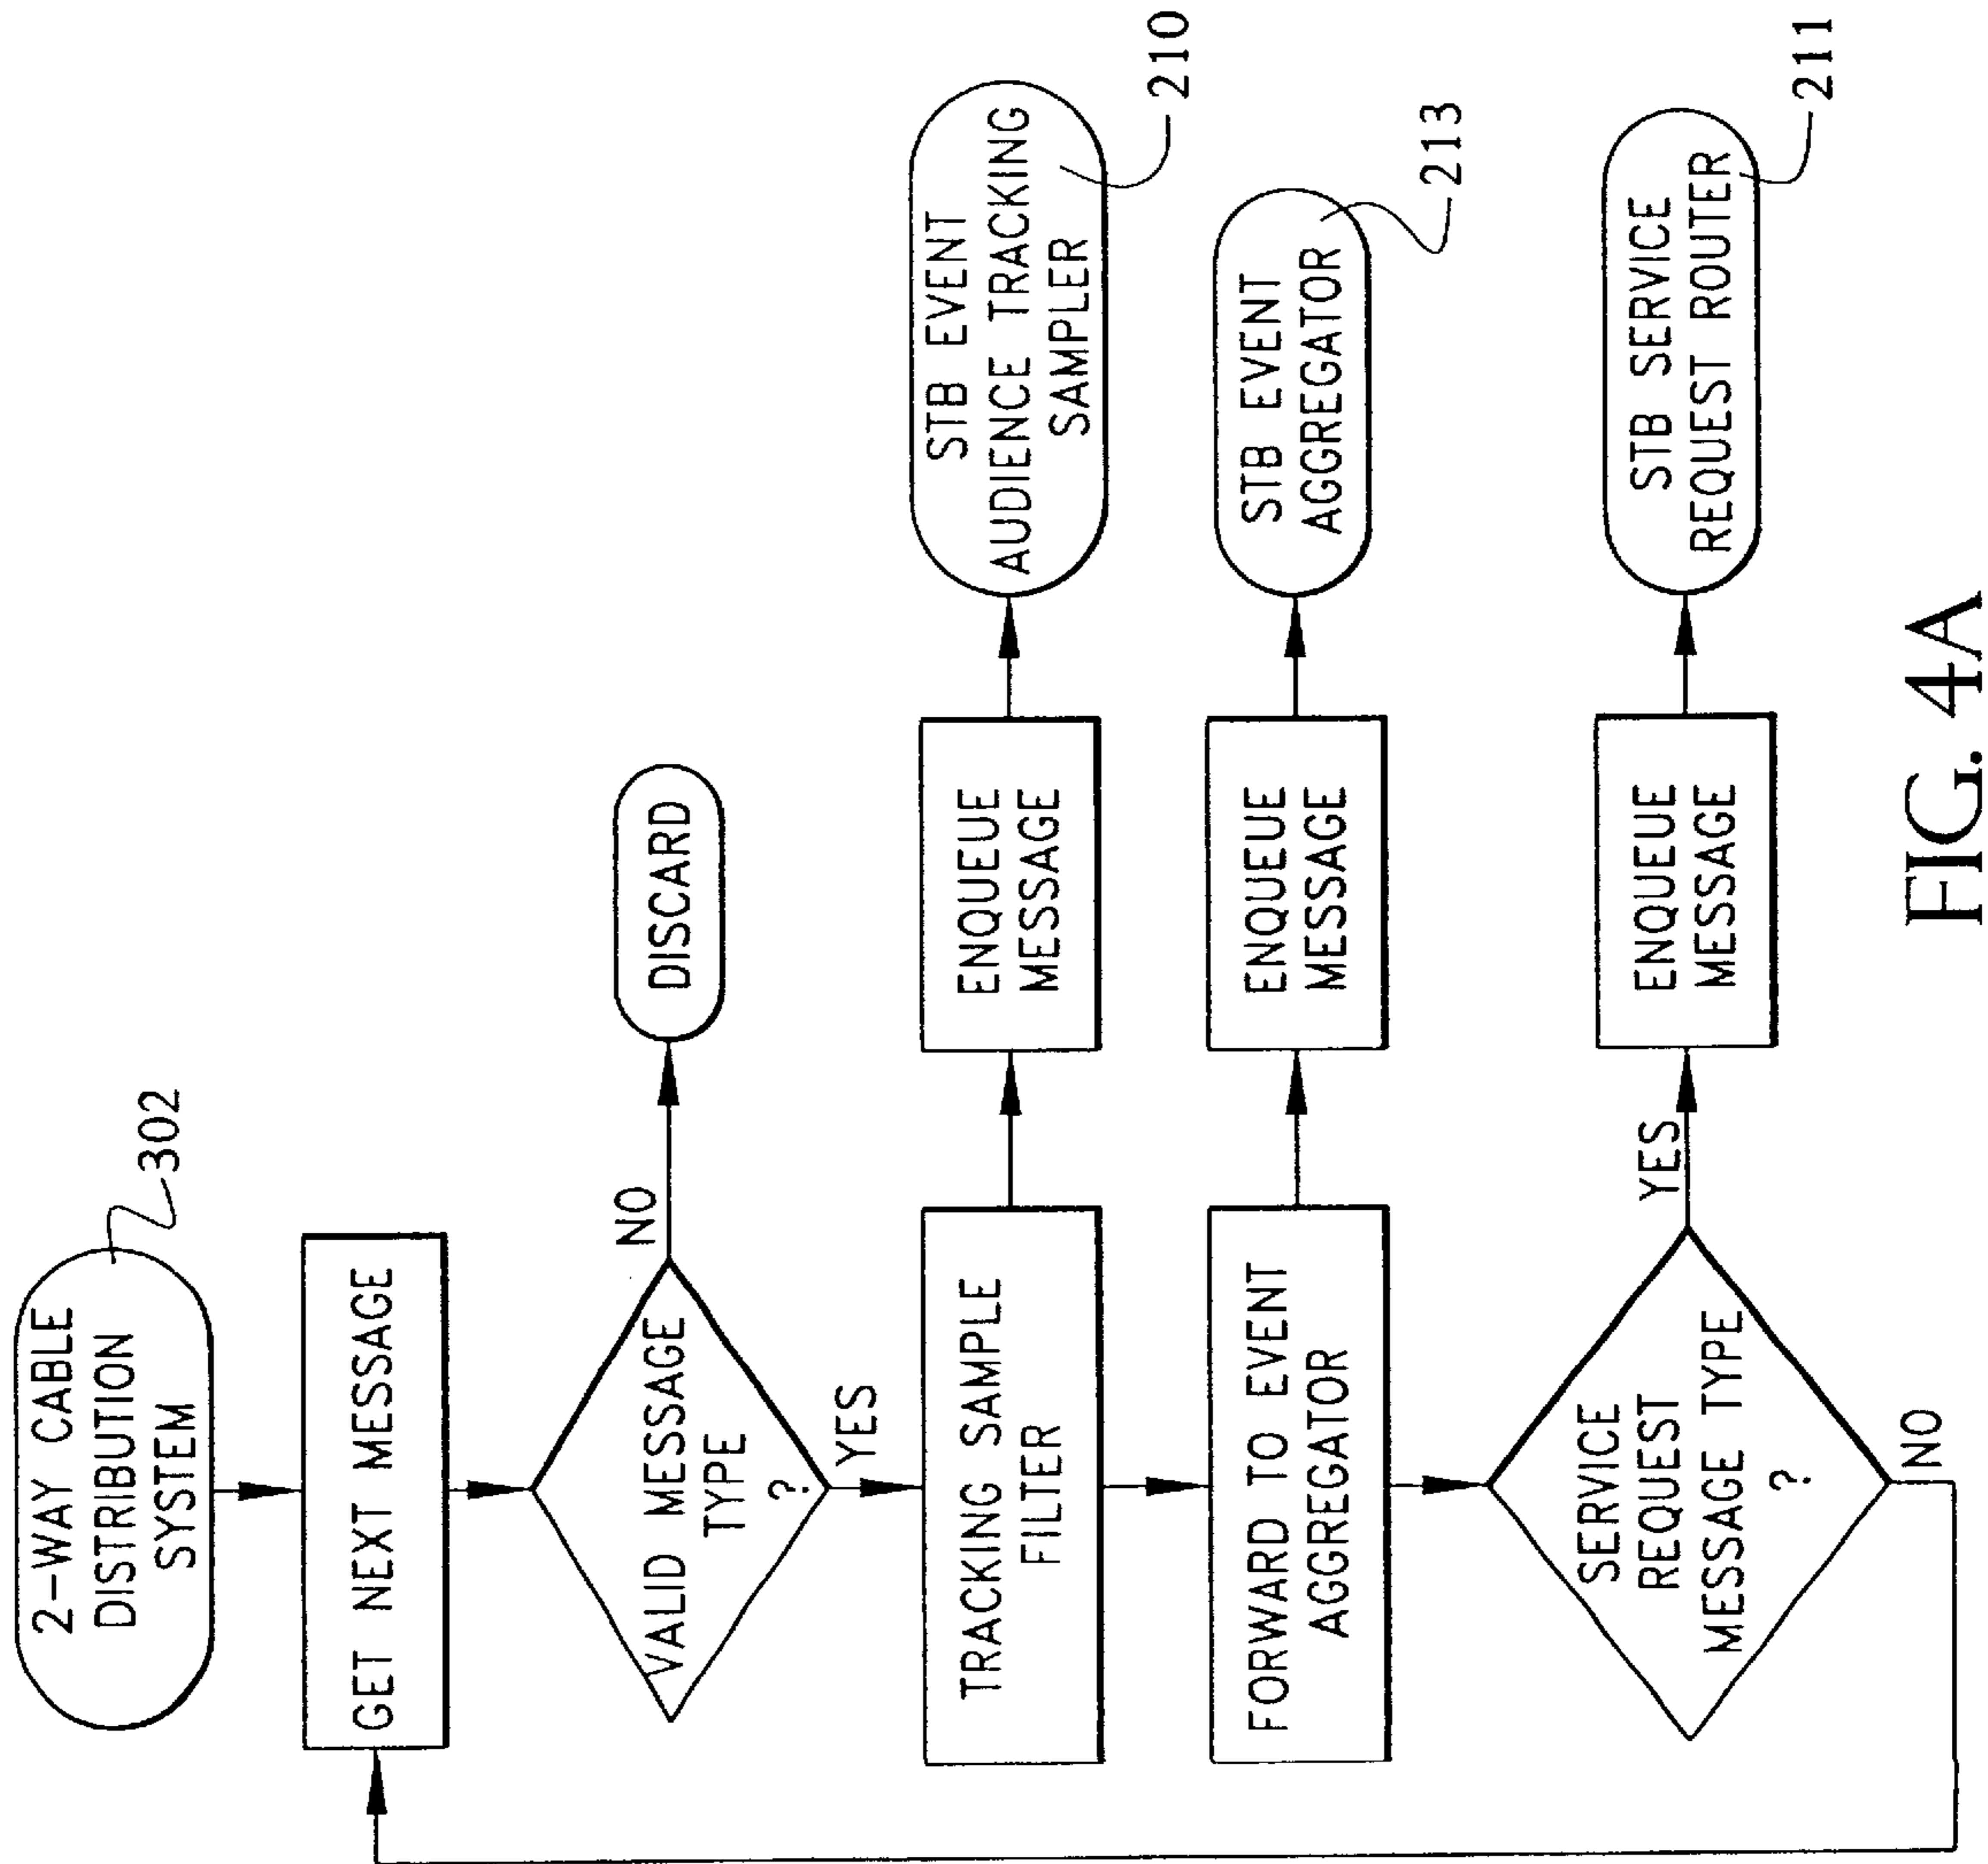 2-WAY CABLE
DISTRIBUTION
SYSTEM
302
GET NEXT MESSAGE
VALID MESSAGE
TYPE
?
NO
DISCARD
YES
TRACKING SAMPLE
FILTER
ENQUEUE
MESSAGE
STB EVENT
AUDIENCE TRACKING
SAMPLER
210
FORWARD TO EVENT
AGGREGATOR
ENQUEUE
MESSAGE
STB EVENT
AGGREGATOR
213
SERVICE
REQUEST
MESSAGE TYPE
?
YES
NO
ENQUEUE
MESSAGE
STB SERVICE
REQUEST ROUTER
211
FIG. 4A